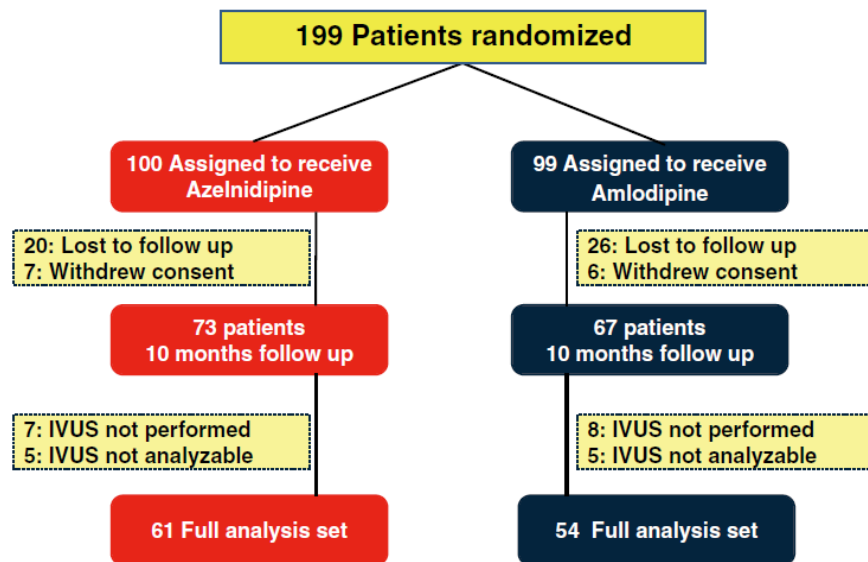 199 Patients randomized
100 Assigned to receive
Azelnidipine
99 Assigned to receive
Amlodipine
20: Lost to follow up
7: Withdrew consent
26: Lost to follow up
6: Withdrew consent
73 patients
10 months follow up
67 patients
10 months follow up
7: IVUS not performed
5: IVUS not analyzable
8: IVUS not performed
5: IVUS not analyzable
61 Full analysis set
54 Full analysis set